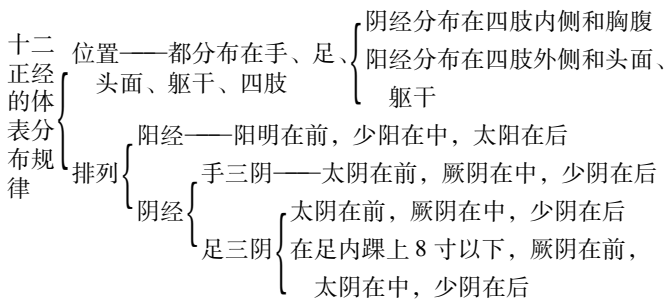 十二正经的体表分布规律
位置——都分布在手、足、头面、躯干、四肢
阴经分布在四肢内侧和胸腹
阳经分布在四肢外侧和头面、躯干
排列
阳经——阳明在前，少阳在中，太阳在后
阴经
手三阴——太阴在前，厥阴在中，少阴在后
足三阴
太阴在前，厥阴在中，少阴在后
在足内踝上 8 寸以下，厥阴在前，太阴在中，少阴在后